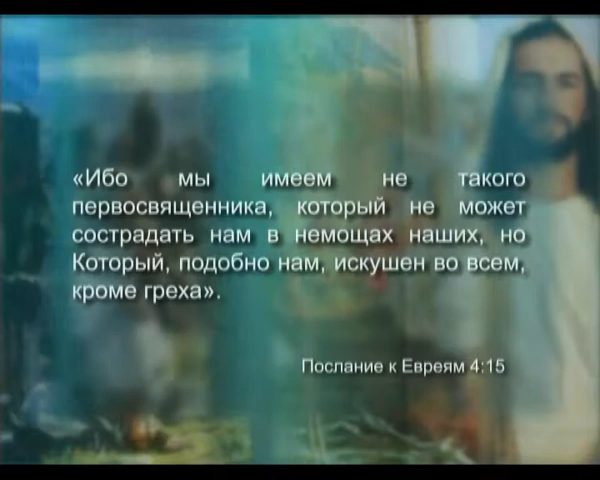 «Ибо мы имеем не такого
первосвященника, который не может
сострадать нам в немощах наших, но
Который, подобно нам, искушен во всем,
кроме греха».
Послание к Евреям 4:15